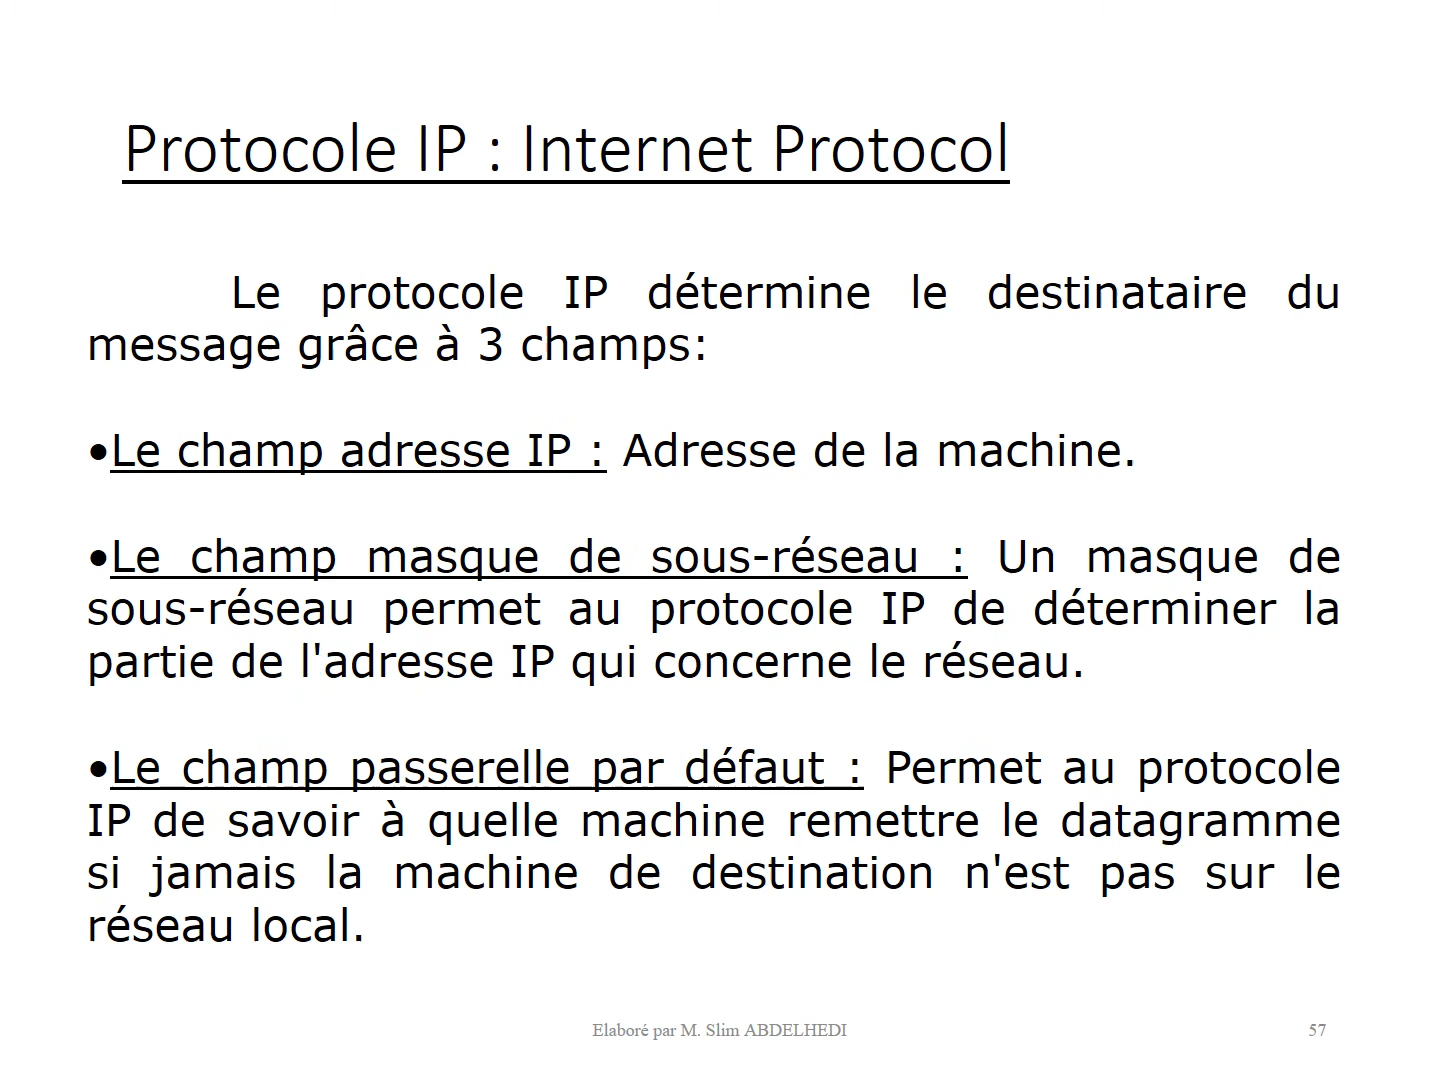 Protocole IP : Internet Protocol
Le protocole IP détermine le destinataire du
message grâce à 3 champs:
•Le champ adresse IP : Adresse de la machine.
•Le champ masque de sous-réseau : Un masque de
sous-réseau permet au protocole IP de déterminer la
partie de l'adresse IP qui concerne le réseau.
•Le champ passerelle par défaut : Permet au protocole
IP de savoir à quelle machine remettre le datagramme
si jamais la machine de destination n'est pas sur le
réseau local.
Elaboré par M. Slim ABDELHEDI
57